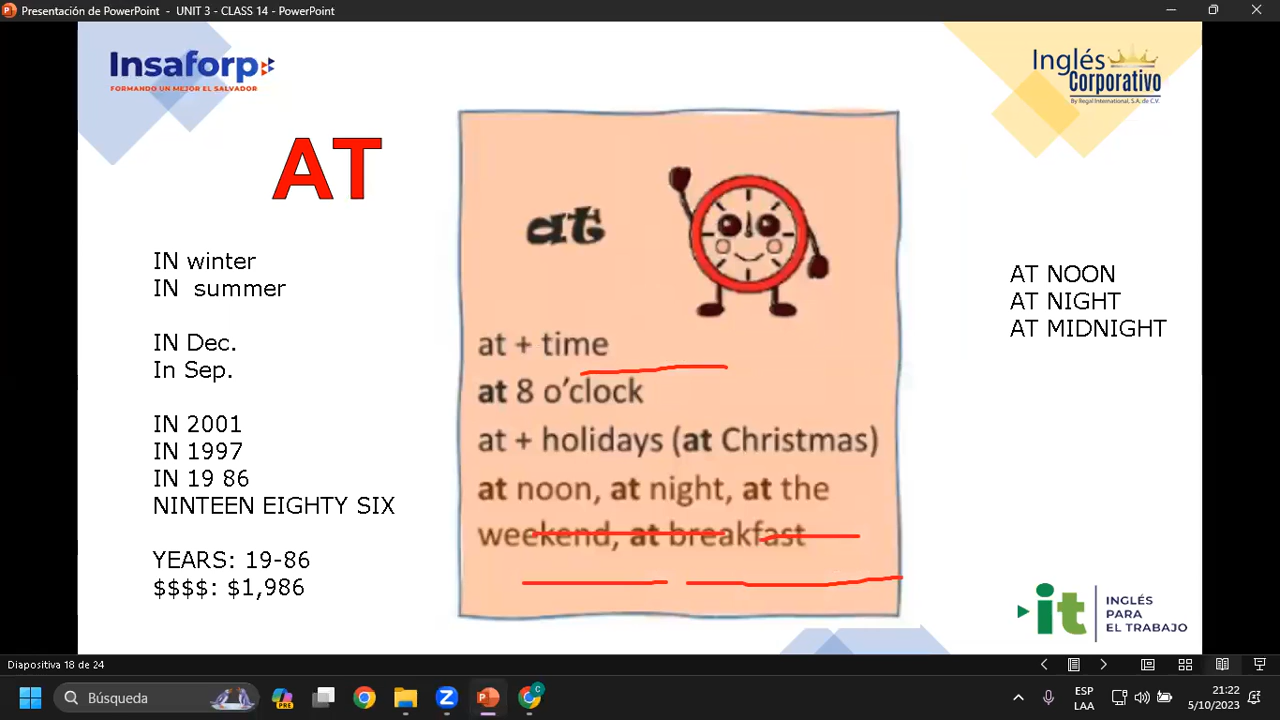 Presentación de PowerPoint - UNIT 3 - CLASS 14 - PowerPoint
Insaforp
FORMANDO UN MEJOR EL SALVADOR
Inglés
Corporativo
By Regal International, S.A. de C.V.
AT
IN winter
IN summer
IN Dec.
In Sep.
IN 2001
IN 1997
IN 19 86
NINTEEN EIGHTY SIX
YEARS: 19-86
$$$$: $1,986
at
at + time
at 8 o’clock
at + holidays (at Christmas)
at noon, at night, at the
weekend, at breakfast
AT NOON
AT NIGHT
AT MIDNIGHT
it
INGLÉS
PARA
EL TRABAJO
Diapositiva 18 de 24
Búsqueda
PRE
C
ESP
LAA
21:22
5/10/2023